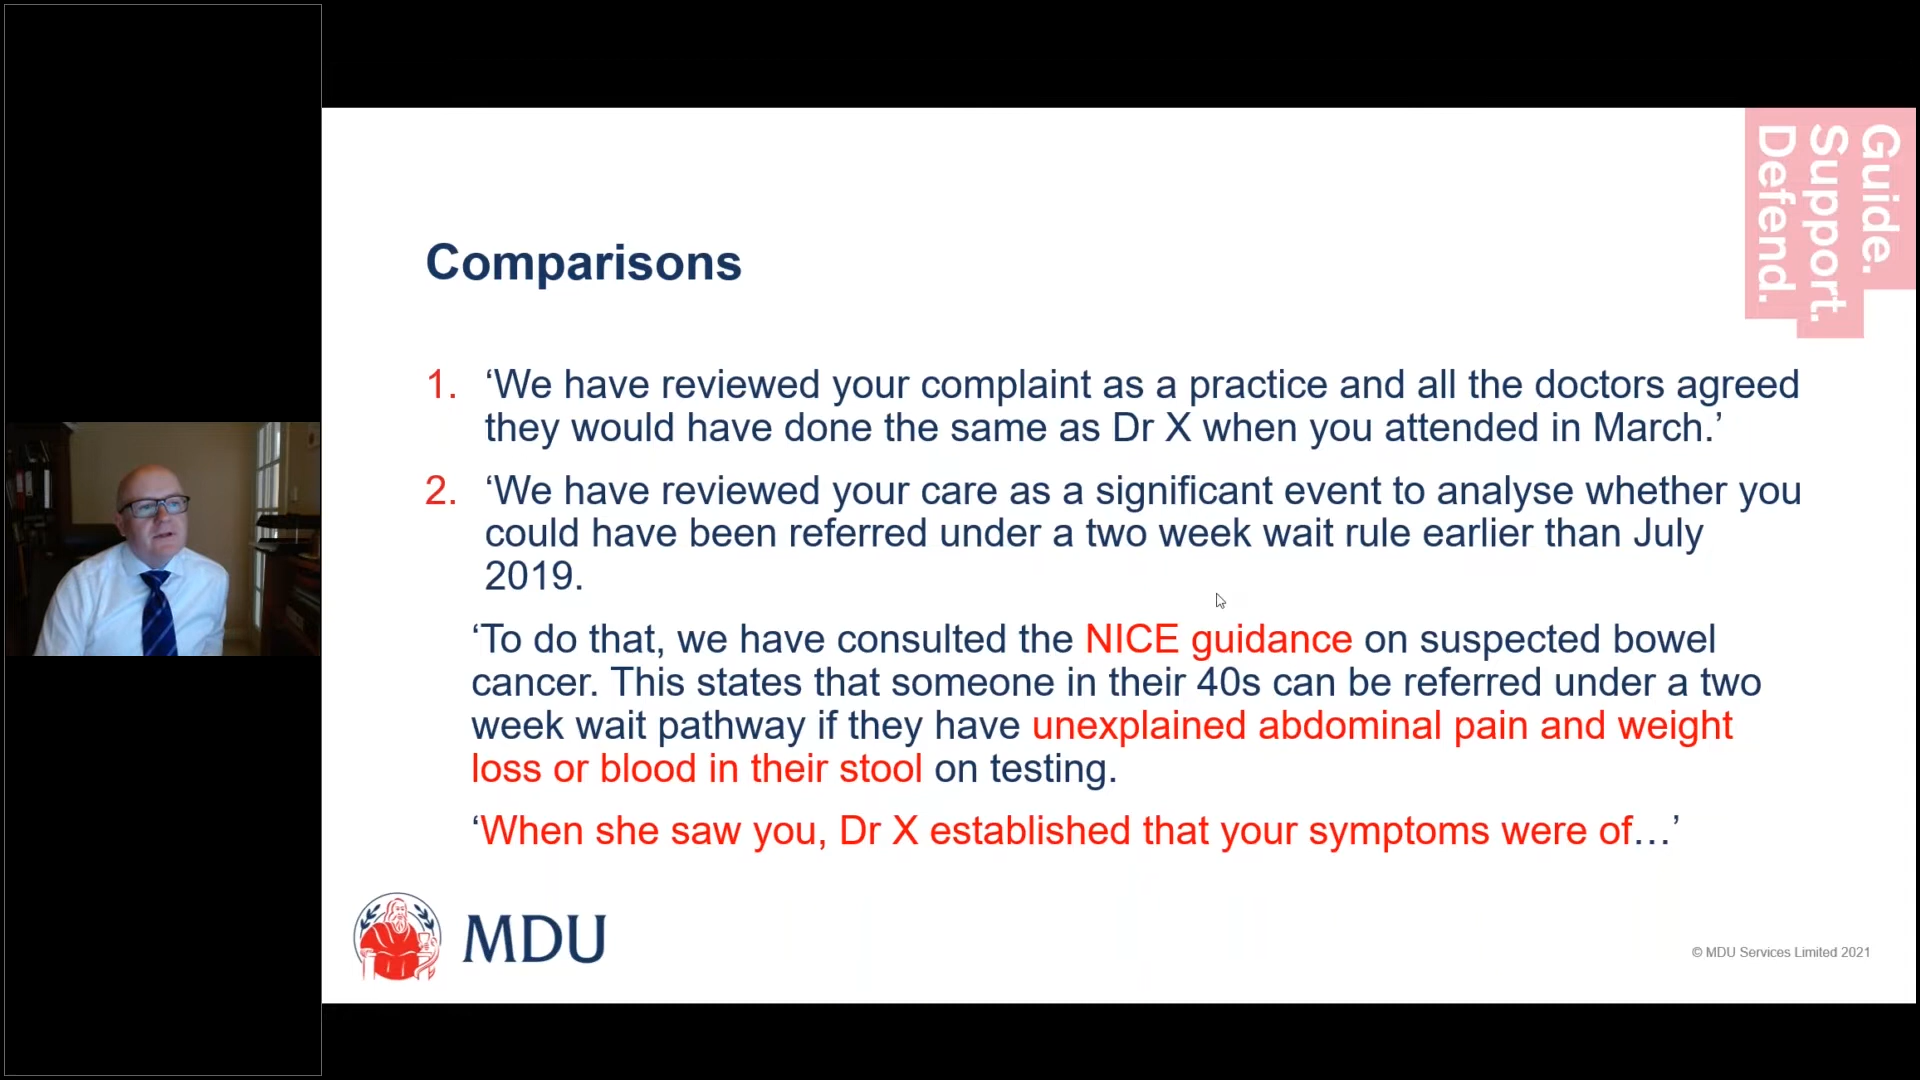 Guide.
Support.
Defend.
Comparisons
1. ‘We have reviewed your complaint as a practice and all the doctors agreed
they would have done the same as Dr X when you attended in March.’
2. ‘We have reviewed your care as a significant event to analyse whether you
could have been referred under a two week wait rule earlier than July
2019.
‘To do that, we have consulted the NICE guidance on suspected bowel
cancer. This states that someone in their 40s can be referred under a two
week wait pathway if they have unexplained abdominal pain and weight
loss or blood in their stool on testing.
‘When she saw you, Dr X established that your symptoms were of…’
MDU
© MDU Services Limited 2021